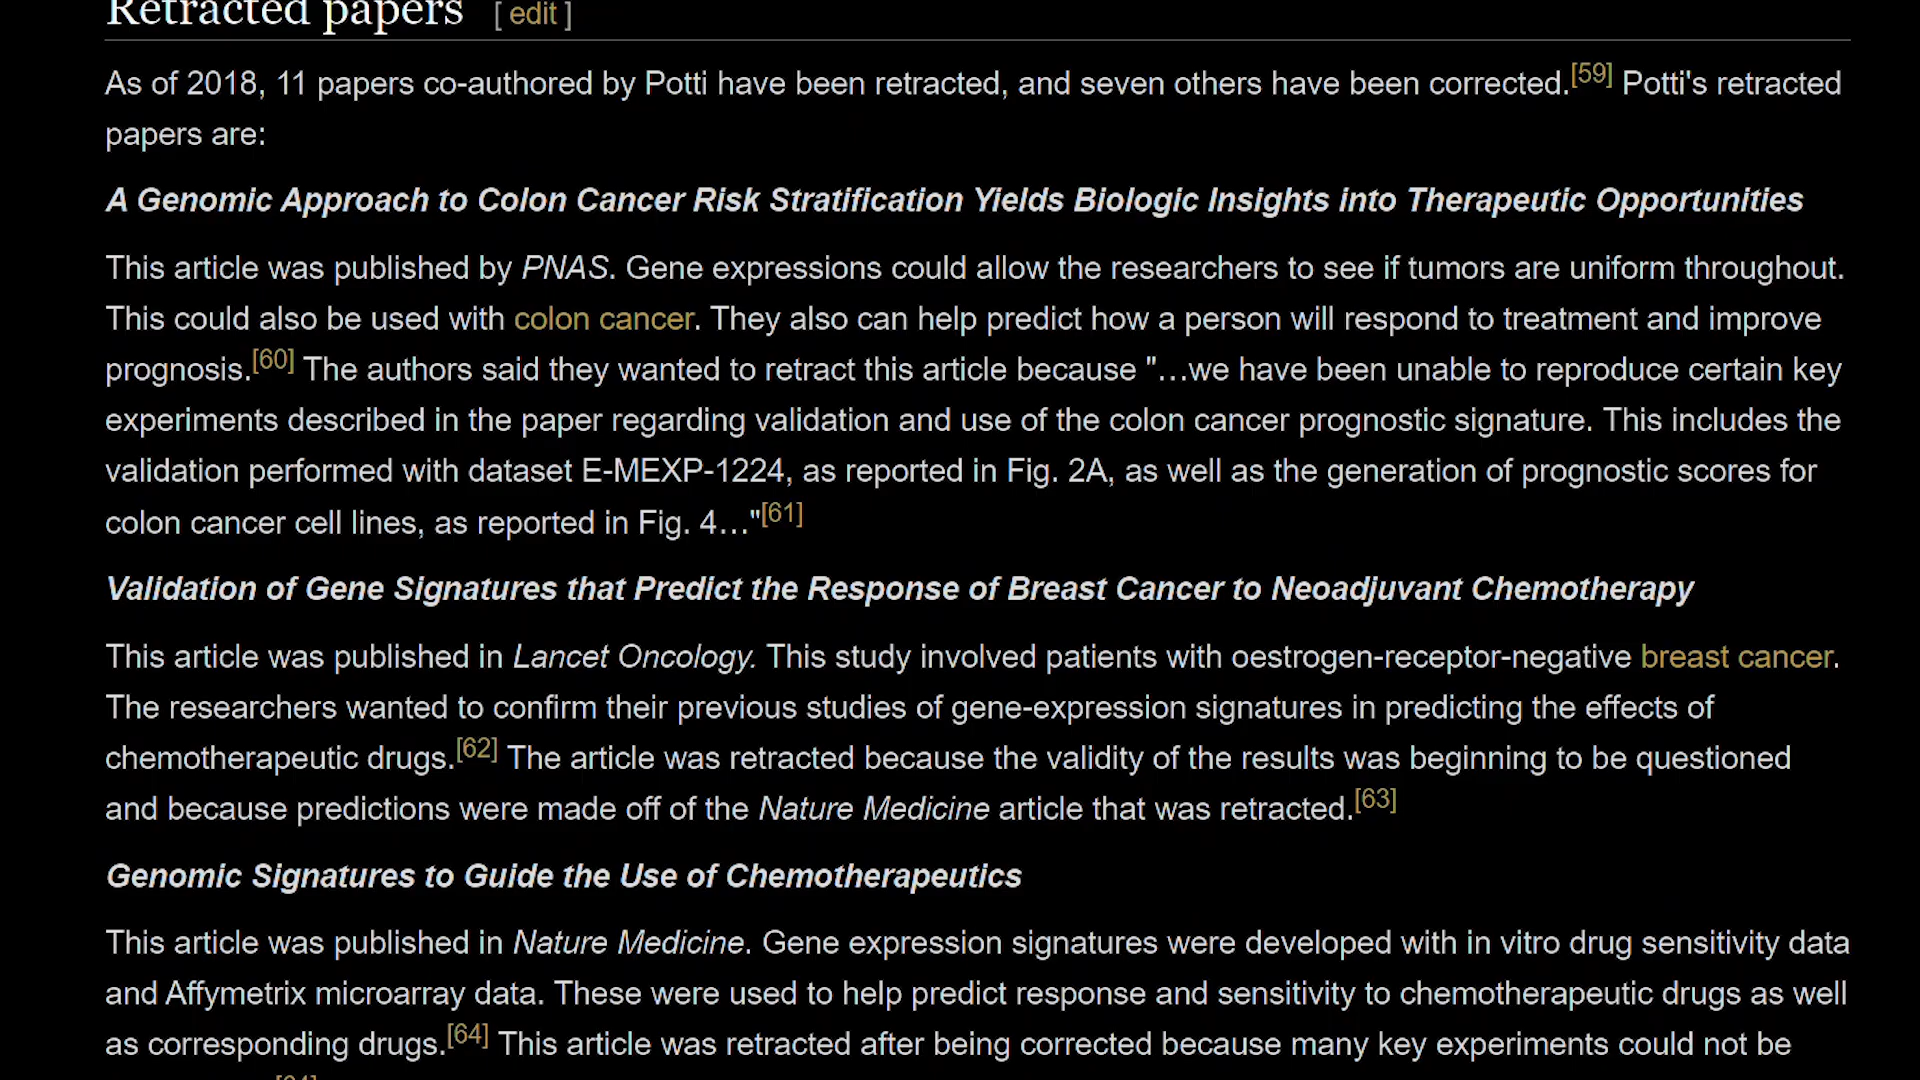 Retracted papers [ edit ]
As of 2018, 11 papers co-authored by Potti have been retracted, and seven others have been corrected.[59] Potti's retracted
papers are:
A Genomic Approach to Colon Cancer Risk Stratification Yields Biologic Insights into Therapeutic Opportunities
This article was published by PNAS. Gene expressions could allow the researchers to see if tumors are uniform throughout.
This could also be used with colon cancer. They also can help predict how a person will respond to treatment and improve
prognosis.[60] The authors said they wanted to retract this article because "…we have been unable to reproduce certain key
experiments described in the paper regarding validation and use of the colon cancer prognostic signature. This includes the
validation performed with dataset E-MEXP-1224, as reported in Fig. 2A, as well as the generation of prognostic scores for
colon cancer cell lines, as reported in Fig. 4…"[61]
Validation of Gene Signatures that Predict the Response of Breast Cancer to Neoadjuvant Chemotherapy
This article was published in Lancet Oncology. This study involved patients with oestrogen-receptor-negative breast cancer.
The researchers wanted to confirm their previous studies of gene-expression signatures in predicting the effects of
chemotherapeutic drugs.[62] The article was retracted because the validity of the results was beginning to be questioned
and because predictions were made off of the Nature Medicine article that was retracted.[63]
Genomic Signatures to Guide the Use of Chemotherapeutics
This article was published in Nature Medicine. Gene expression signatures were developed with in vitro drug sensitivity data
and Affymetrix microarray data. These were used to help predict response and sensitivity to chemotherapeutic drugs as well
as corresponding drugs.[64] This article was retracted after being corrected because many key experiments could not be